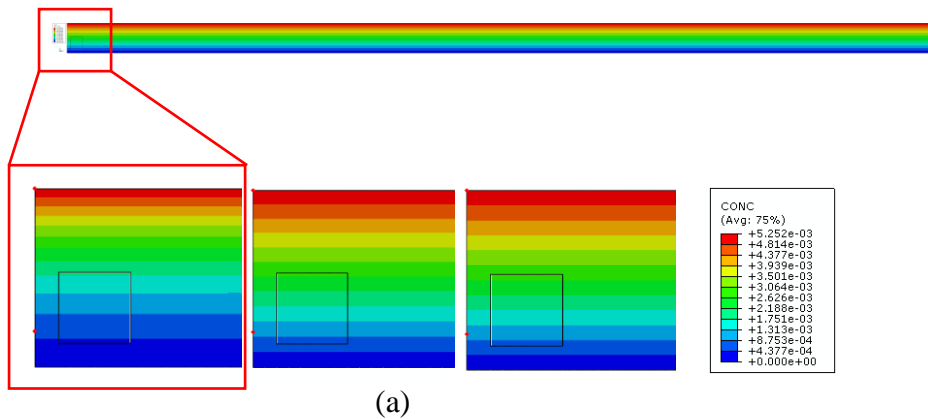 CONC
(Avg: 75%)
+5.252e-03
+4.814e-03
+4.377e-03
+3.939e-03
+3.501e-03
+3.064e-03
+2.626e-03
+2.188e-03
+1.751e-03
+1.313e-03
+8.753e-04
+4.377e-04
+0.000e+00
(a)